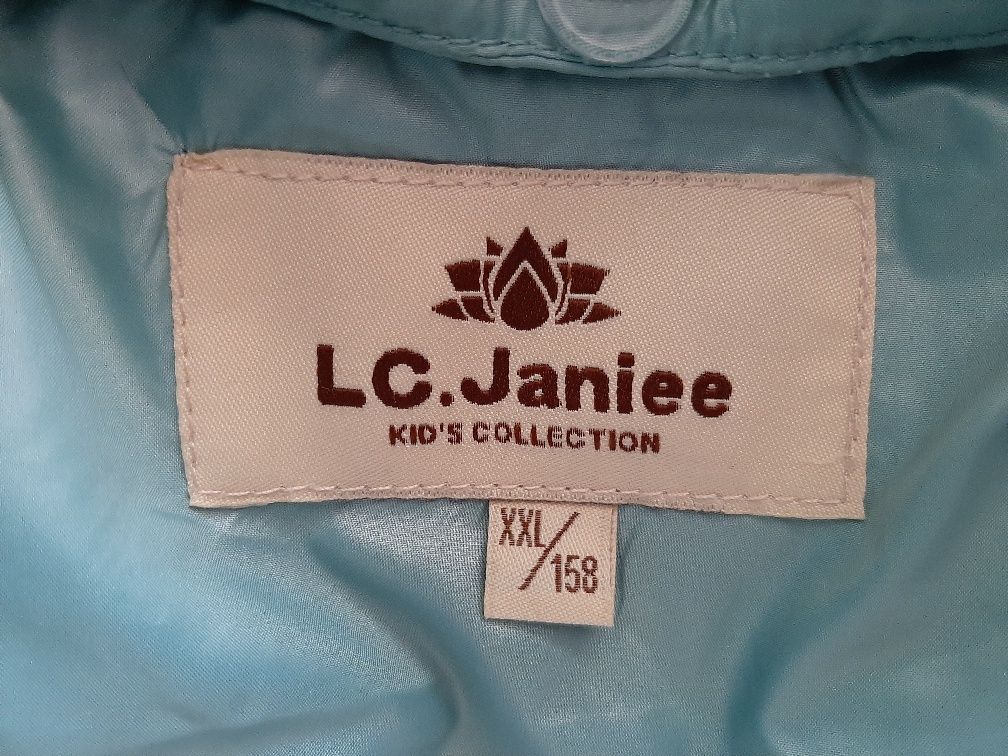 LC.Janiee
KID'S COLLECTION
XXL/158